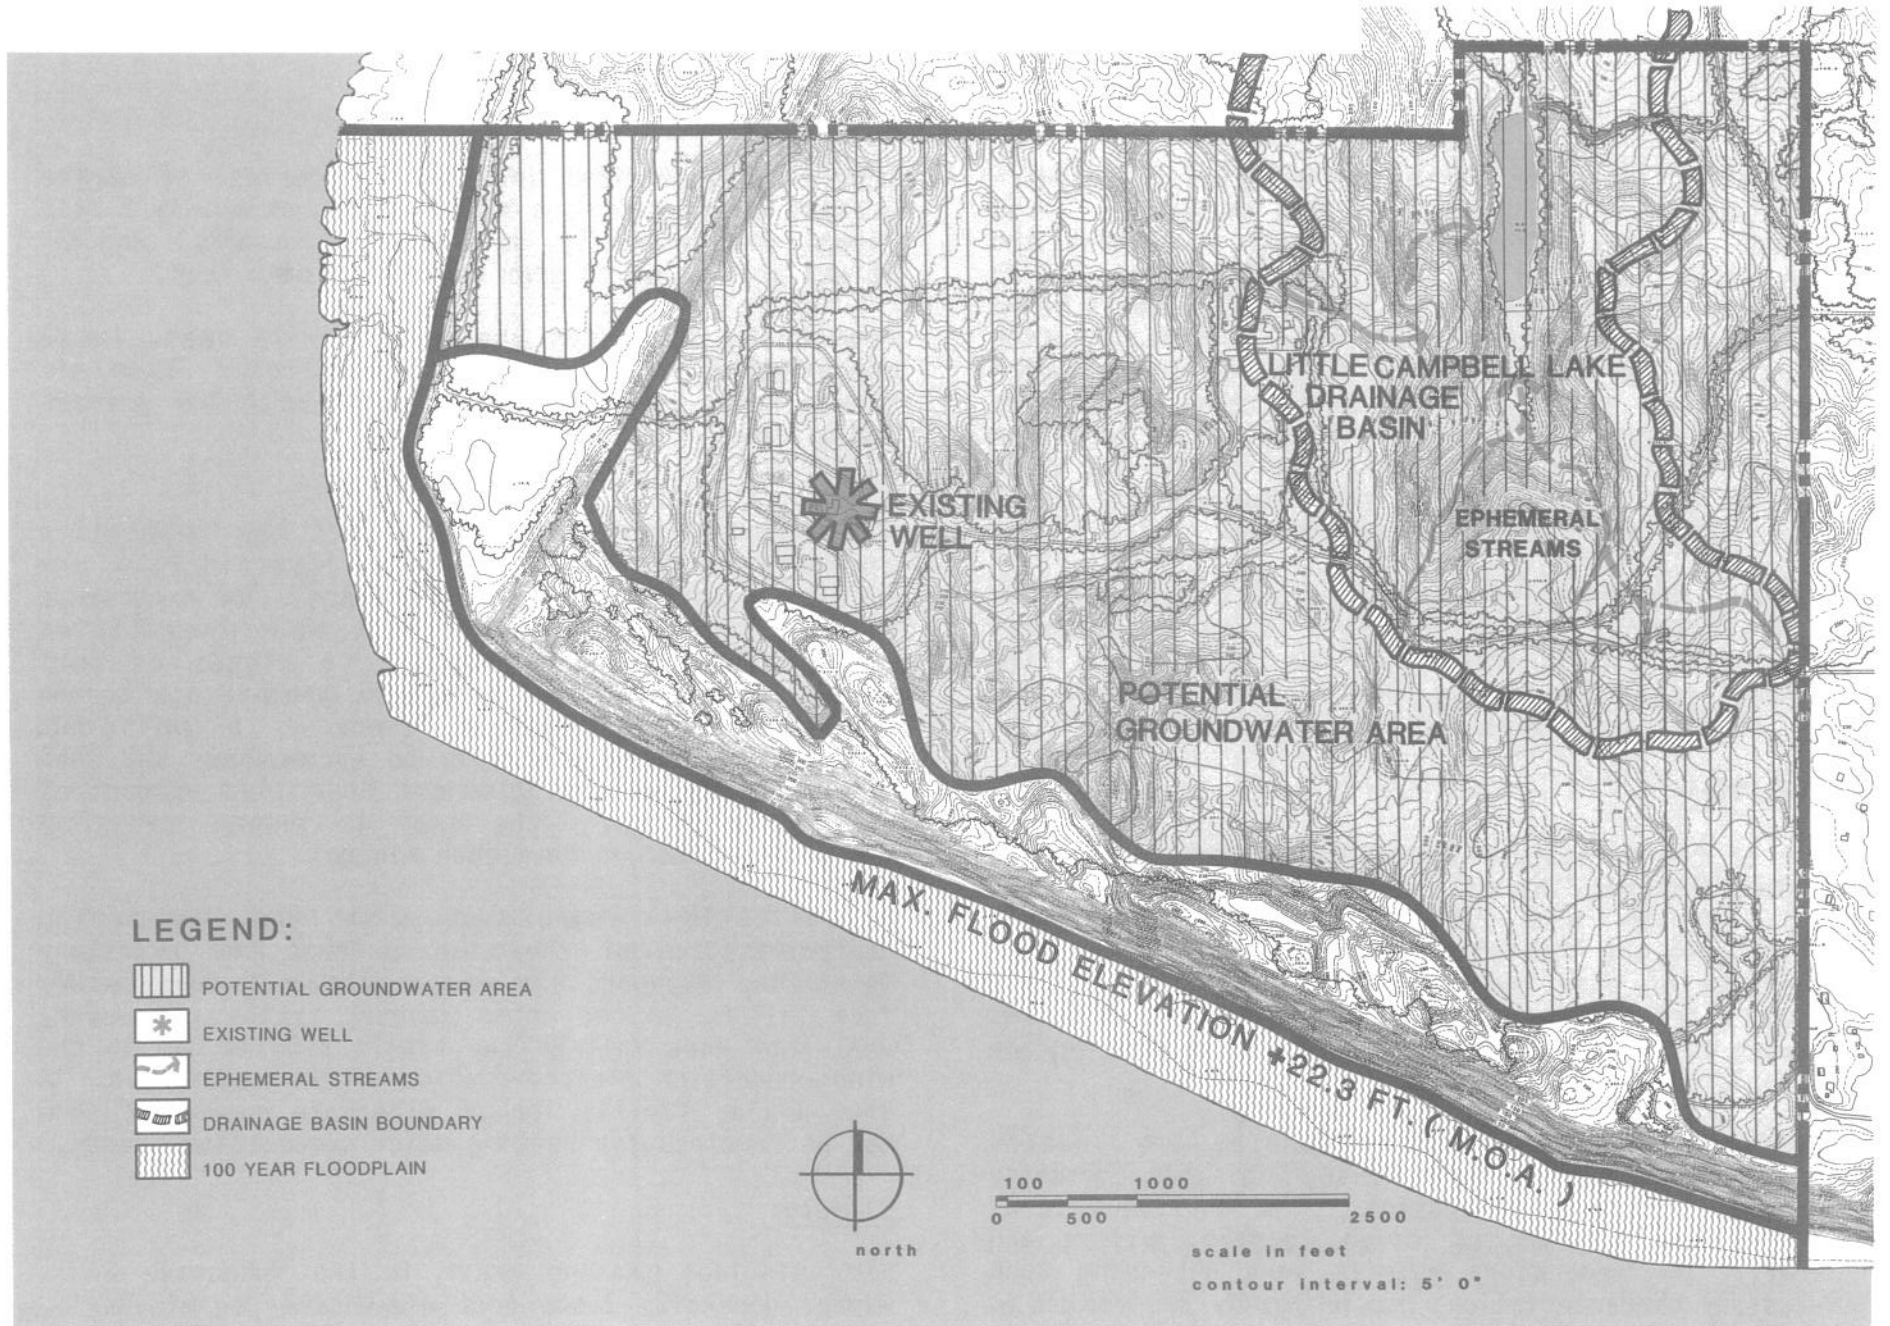 LITTLE CAMPBELL LAKE
DRAINAGE
BASIN
EXISTING
WELL
EPHEMERAL
STREAMS
POTENTIAL
GROUNDWATER AREA
MAX. FLOOD ELEVATION +22.3 FT. ( M.O.A. )
LEGEND:
POTENTIAL GROUNDWATER AREA
EXISTING WELL
EPHEMERAL STREAMS
DRAINAGE BASIN BOUNDARY
100 YEAR FLOODPLAIN
north
100 1000
0 500 2500
scale in feet
contour interval: 5' 0"